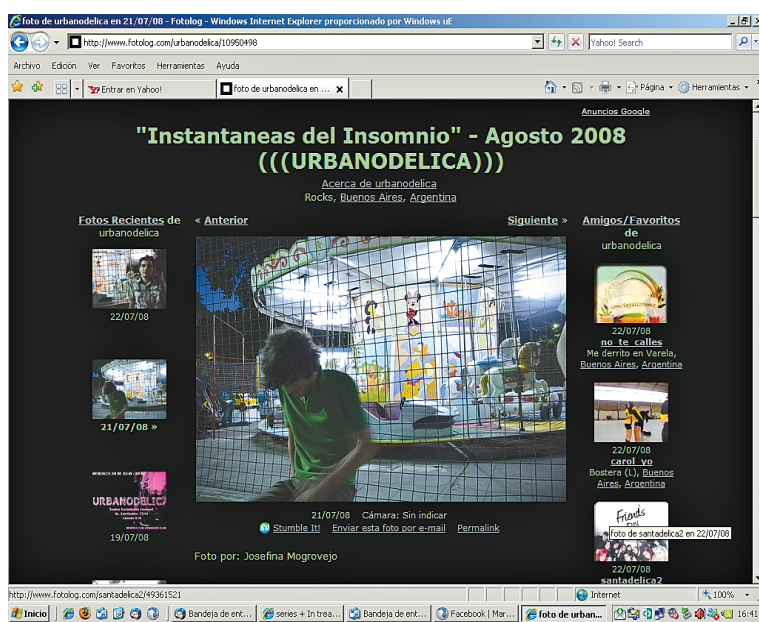 foto de urbanodelica en 21/07/08 - Fotolog - Windows Internet Explorer proporcionado por Windows uE
http://www.fotolog.com/urbanodelica/10950498
Yahoo! Search
Archivo Edición Ver Favoritos Herramientas Ayuda
Entrar en Yahoo!
foto de urbanodelica en ...
Página
Herramientas
Anuncios Google
"Instantaneas del Insomnio" - Agosto 2008
(((URBANODELICA)))
Acerca de urbanodelica
Rocks, Buenos Aires, Argentina
Fotos Recientes de
urbanodelica
22/07/08
21/07/08 »
URBANODELIC
19/07/08
« Anterior
Siguiente »
21/07/08 Cámara: Sin indicar
Stumble It! Enviar esta foto por e-mail Permalink
Foto por: Josefina Mogrovejo
Amigos/Favoritos
de
urbanodelica
22/07/08
no_te_calles
Me derrito en Varela,
Buenos Aires, Argentina
22/07/08
carol_yo
Bostera (L), Buenos
Aires, Argentina
Friends
foto de santadelica2 en 22/07/08
22/07/08
santadelica2
http://www.fotolog.com/santadelica2/49361521
Internet
100%
Inicio
Bandeja de ent...
series + In trea...
Bandeja de ent...
Facebook | Mar...
foto de urban...
16:41